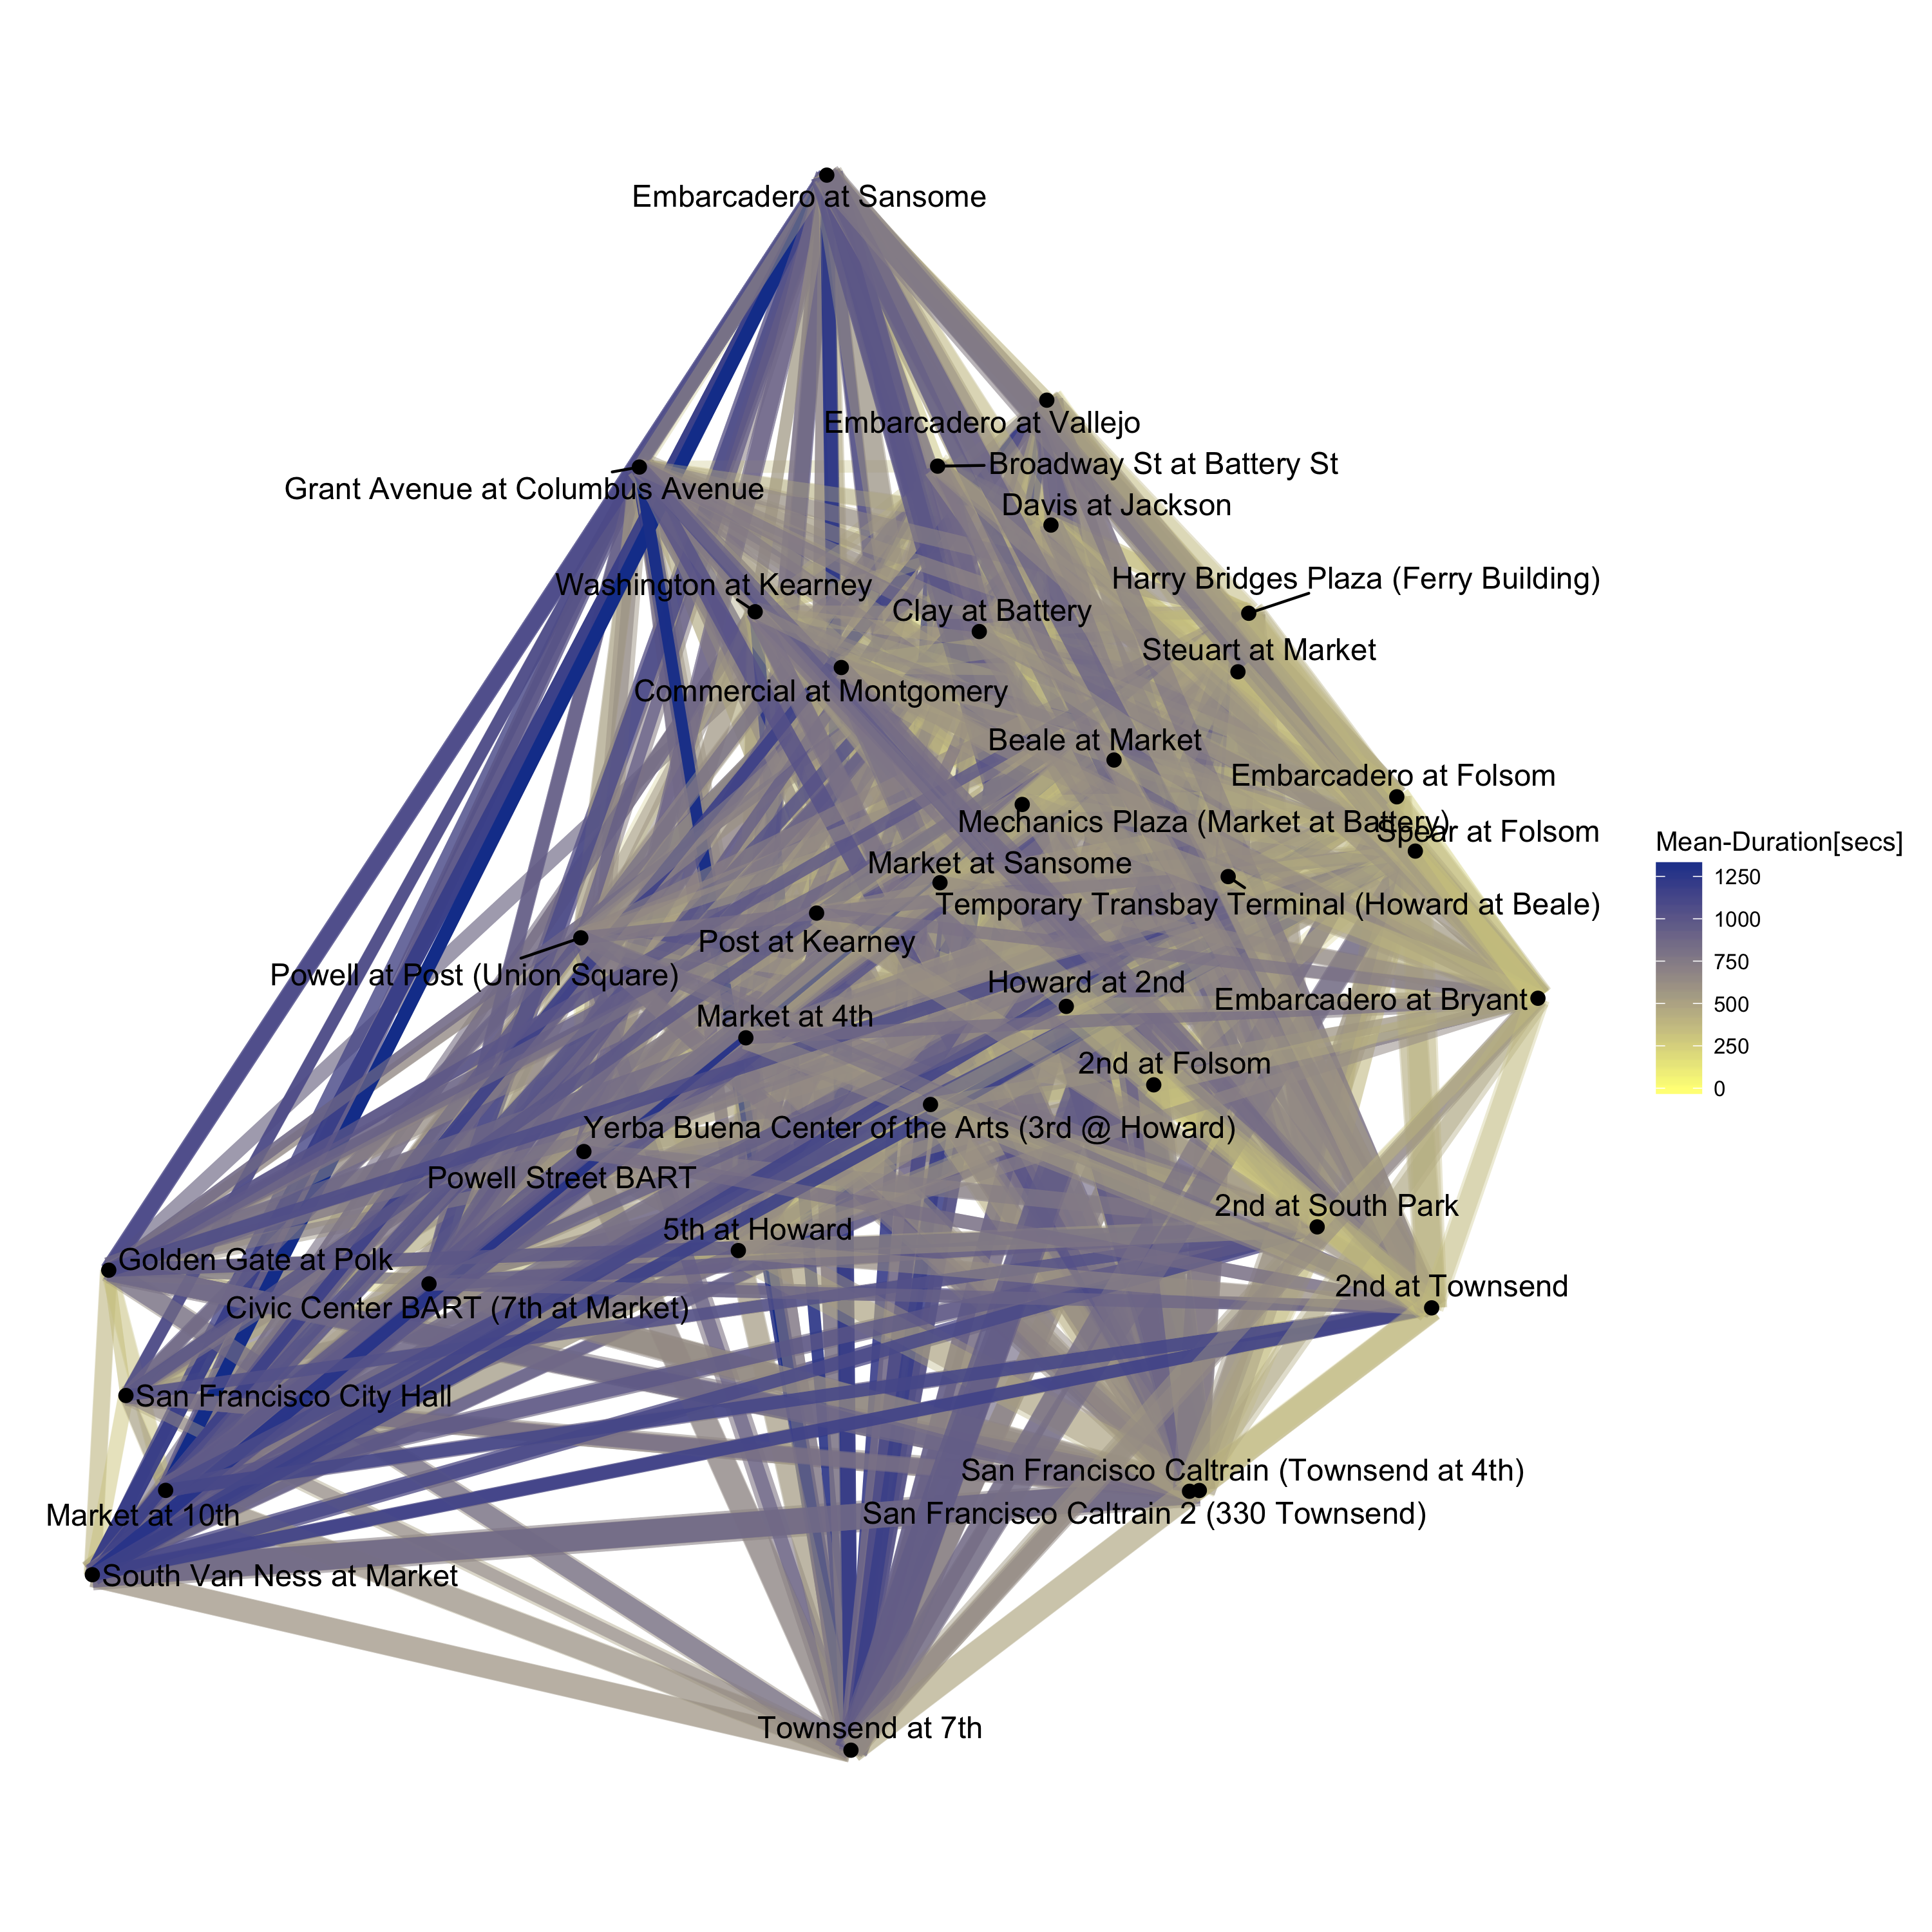 Embarcadero at Sansome
Embarcadero at Vallejo
Broadway St at Battery St
Grant Avenue at Columbus Avenue
Davis at Jackson
Harry Bridges Plaza (Ferry Building)
Washington at Kearney
Clay at Battery
Steuart at Market
Commercial at Montgomery
Beale at Market
Embarcadero at Folsom
Mechanics Plaza (Market at Battery)
Spear at Folsom
Market at Sansome
Temporary Transbay Terminal (Howard at Beale)
Post at Kearney
Powell at Post (Union Square)
Howard at 2nd
Embarcadero at Bryant
Market at 4th
2nd at Folsom
Yerba Buena Center of the Arts (3rd @ Howard)
Powell Street BART
2nd at South Park
5th at Howard
Golden Gate at Polk
2nd at Townsend
Civic Center BART (7th at Market)
San Francisco City Hall
San Francisco Caltrain (Townsend at 4th)
Market at 10th
San Francisco Caltrain 2 (330 Townsend)
South Van Ness at Market
Townsend at 7th
Mean-Duration[secs]
1250
1000
750
500
250
0